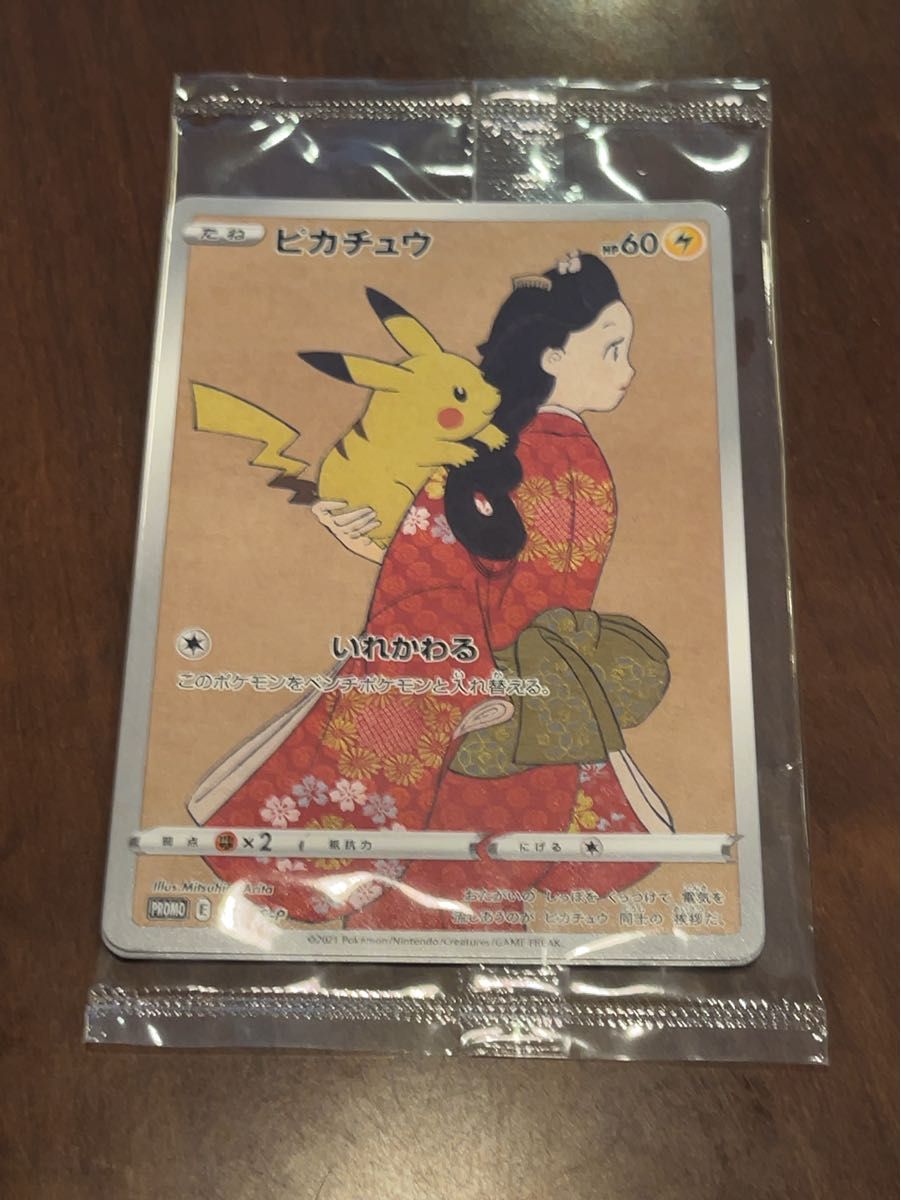 たね ピカチュウ HP60
いれかわる
このポケモンをベンチポケモンと入れ替える。
弱点 ×2 抵抗力 にげる
Illus. Mitsuhiro Arita
おたがいの しっぽを くっつけて 電気を
PROMO E
流しあうのが ピカチュウ 同士の 挨拶だ。
©2021 Pokémon/Nintendo/Creatures/GAME FREAK.